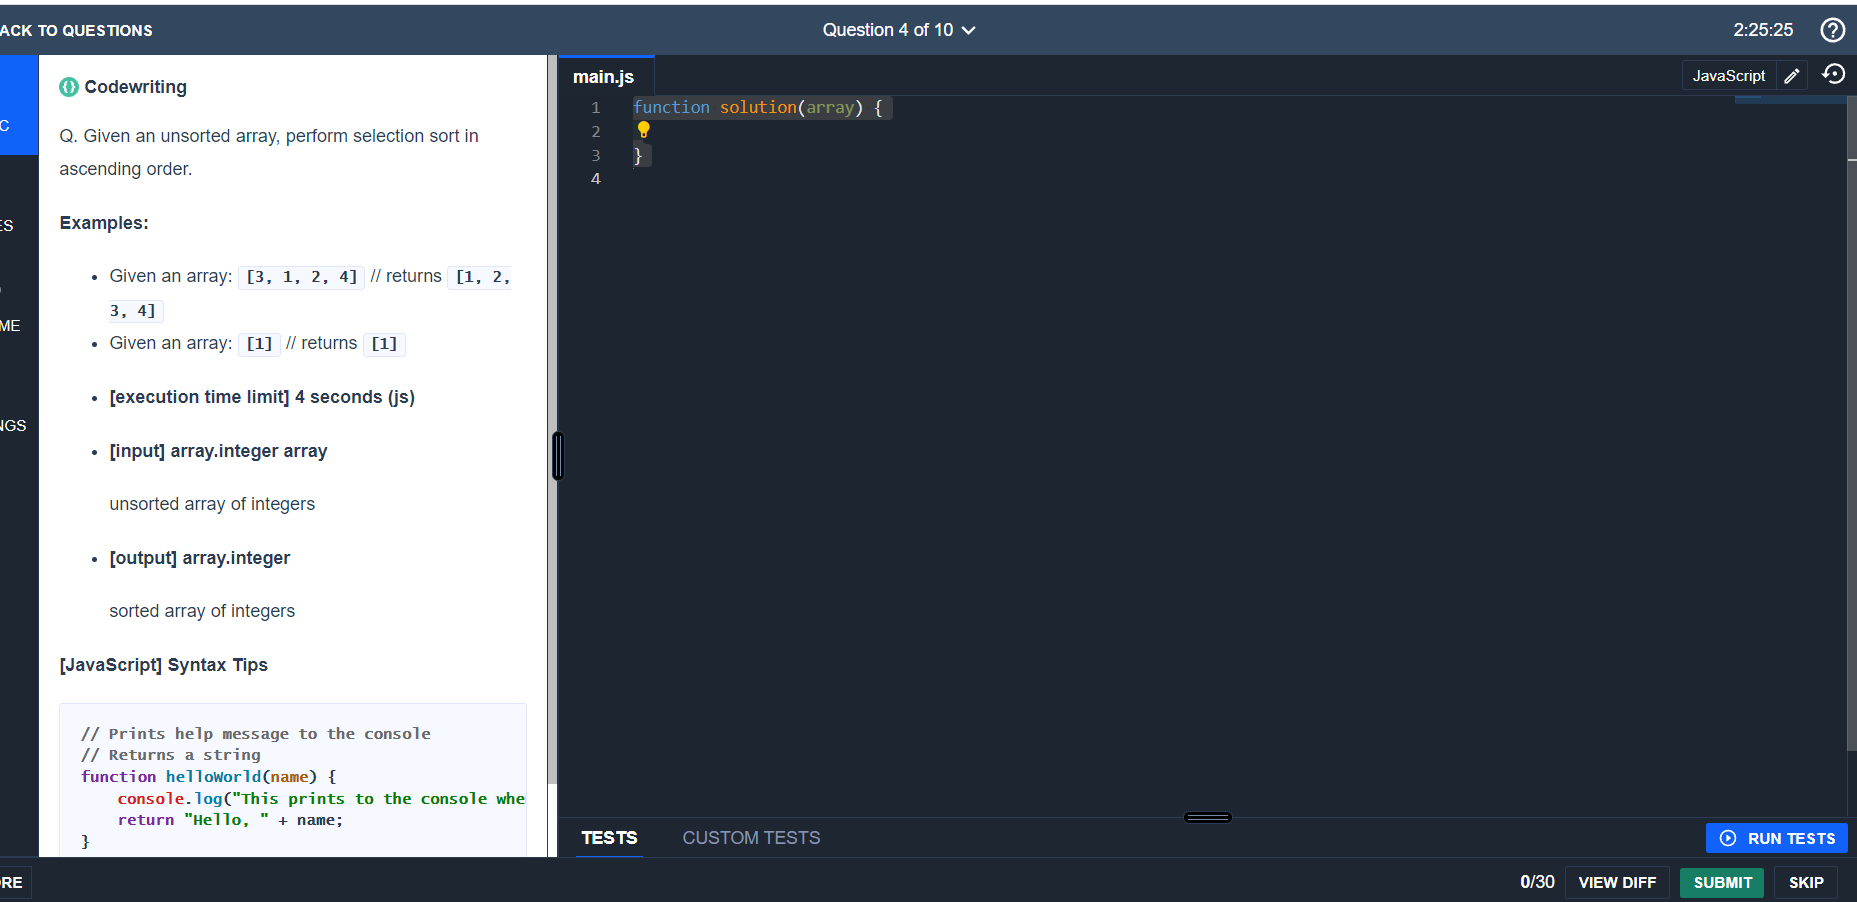 ACK TO QUESTIONS
Question 4 of 10
2:25:25
C
ES
ME
NGS
RE
Codewriting
Q. Given an unsorted array, perform selection sort in
ascending order.
Examples:
• Given an array: [3, 1, 2, 4] // returns [1, 2,
3, 4]
• Given an array: [1] // returns [1]
• [execution time limit] 4 seconds (js)
• [input] array.integer array
unsorted array of integers
• [output] array.integer
sorted array of integers
[JavaScript] Syntax Tips
// Prints help message to the console
// Returns a string
function helloWorld(name) {
console.log("This prints to the console whe
return "Hello, " + name;
}
main.js
JavaScript
1 function solution(array) {
2
3 }
4
TESTS
CUSTOM TESTS
RUN TESTS
0/30
VIEW DIFF
SUBMIT
SKIP